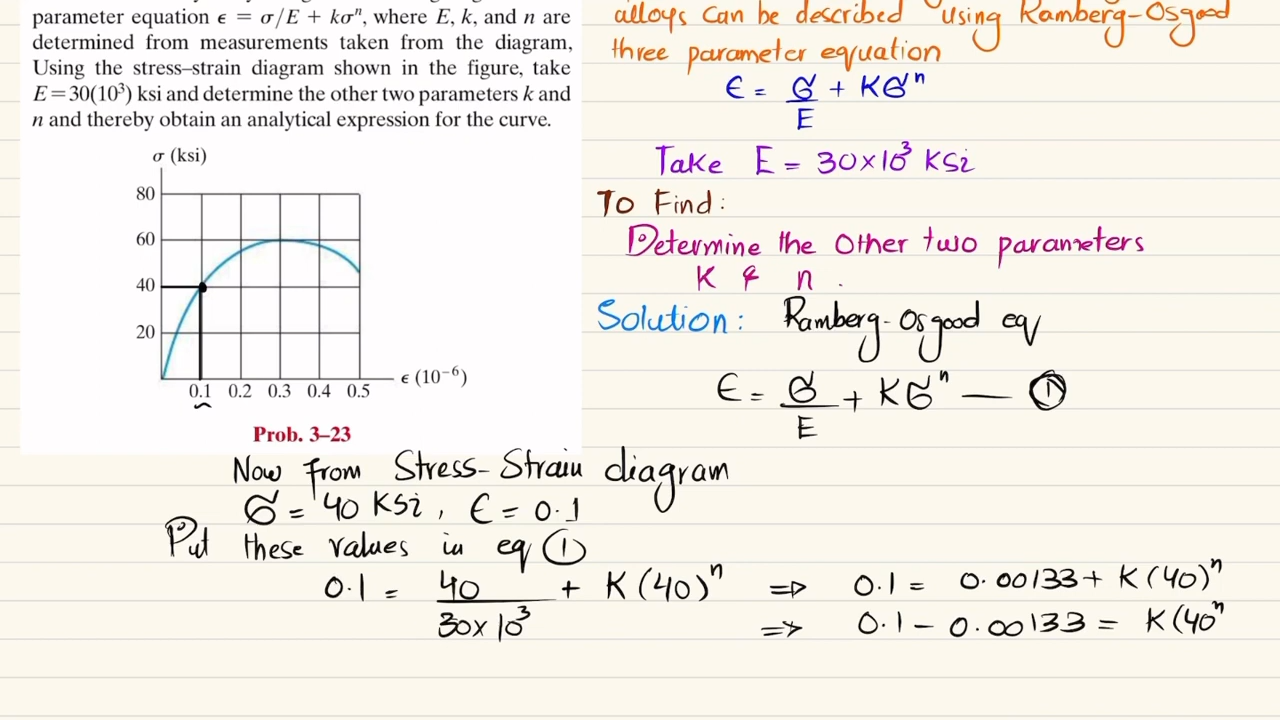 parameter equation ϵ = σ/E + kσⁿ, where E, k, and n are
determined from measurements taken from the diagram,
Using the stress–strain diagram shown in the figure, take
E = 30(10³) ksi and determine the other two parameters k and
n and thereby obtain an analytical expression for the curve.
σ (ksi)
80
60
40
20
0.1 0.2 0.3 0.4 0.5
ϵ (10⁻⁶)
Prob. 3–23
alloys can be described using Ramberg-Osgood
three parameter equation
ϵ = σ/E + Kσⁿ
Take E = 30×10³ Ksi
To Find:
Determine the other two parameters
K & n .
Solution: Ramberg-Osgood eq
ϵ = σ/E + Kσⁿ — ①
Now from Stress-Strain diagram
σ = 40 Ksi, ϵ = 0.1
Put these values in eq ①
0.1 = 40/30×10³ + K(40)ⁿ ⇒ 0.1 = 0.00133 + K(40)ⁿ
⇒ 0.1 - 0.00133 = K(40ⁿ